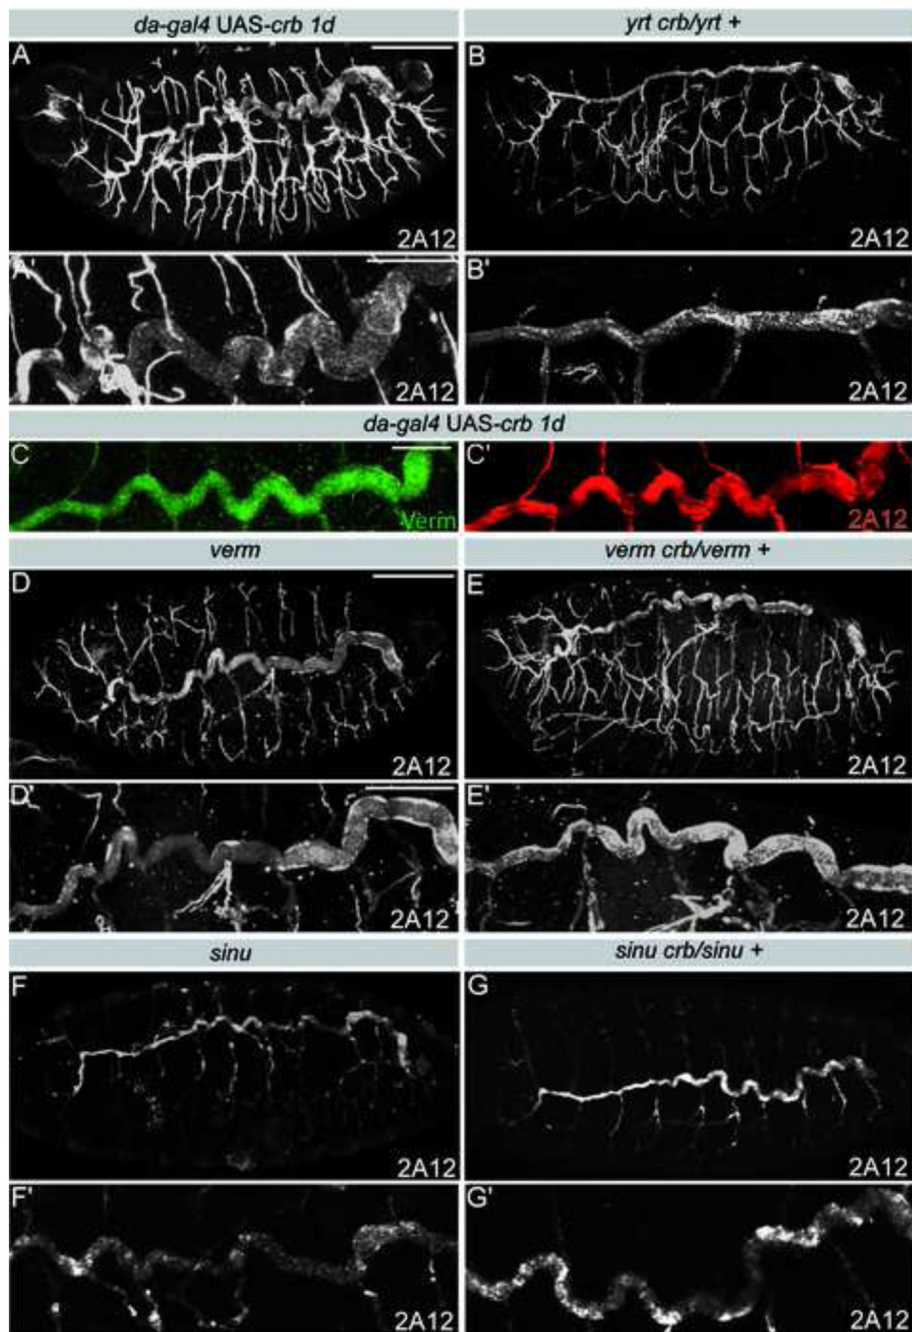 da-gal4 UAS-crb 1d
yrt crb/yrt +
A
2A12
B
2A12
A'
2A12
B'
2A12
da-gal4 UAS-crb 1d
C
Verm
C'
2A12
verm
verm crb/verm +
D
2A12
E
2A12
D'
2A12
E'
2A12
sinu
sinu crb/sinu +
F
2A12
G
2A12
F'
2A12
G'
2A12